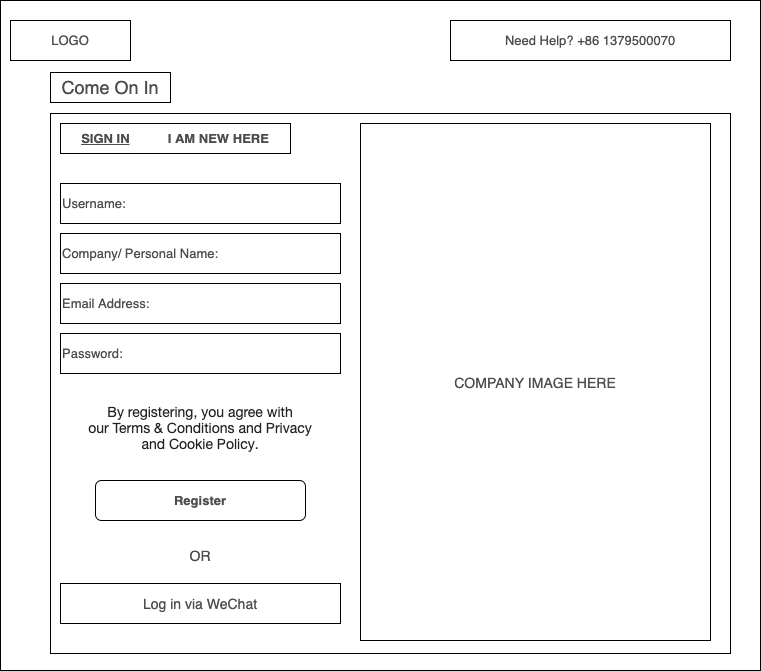 LOGO
Need Help? +86 1379500070
Come On In
SIGN IN
I AM NEW HERE
Username:
Company/ Personal Name:
Email Address:
Password:
By registering, you agree with
our Terms & Conditions and Privacy
and Cookie Policy.
Register
OR
Log in via WeChat
COMPANY IMAGE HERE